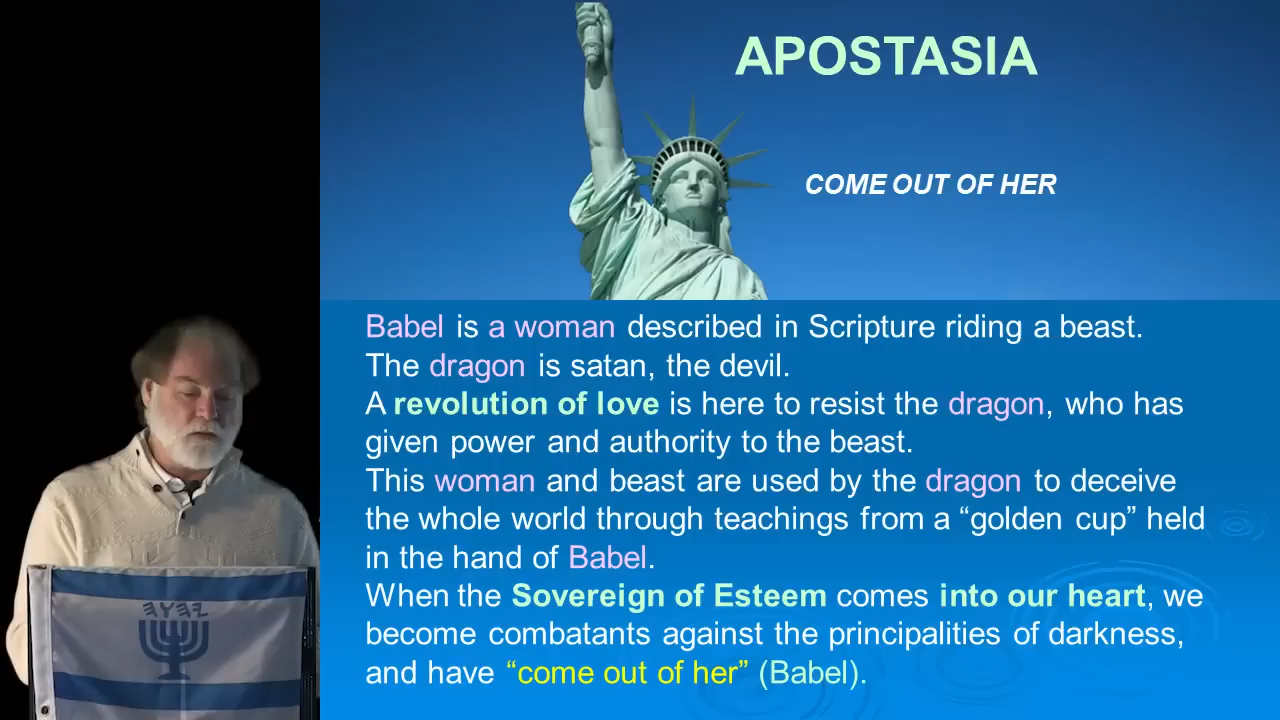 APOSTASIA
COME OUT OF HER
Babel is a woman described in Scripture riding a beast.
The dragon is satan, the devil.
A revolution of love is here to resist the dragon, who has
given power and authority to the beast.
This woman and beast are used by the dragon to deceive
the whole world through teachings from a “golden cup” held
in the hand of Babel.
When the Sovereign of Esteem comes into our heart, we
become combatants against the principalities of darkness,
and have “come out of her” (Babel).
𐤉𐤄𐤅𐤄